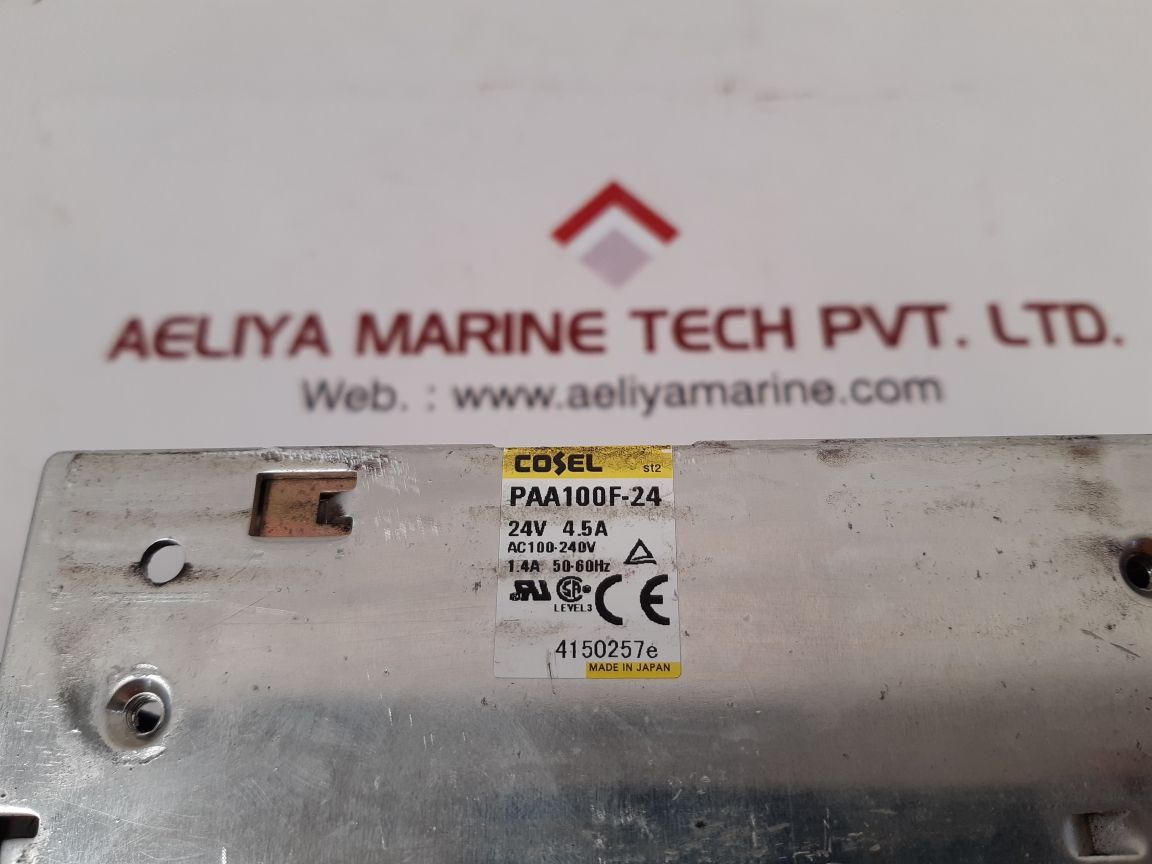 AELIYA MARINE TECH PVT. LTD.
Web. : www.aeliyamarine.com
COSEL st2
PAA100F-24
24V 4.5A
AC100-240V
1.4A 50-60Hz
LEVEL3
CE
4150257e
MADE IN JAPAN